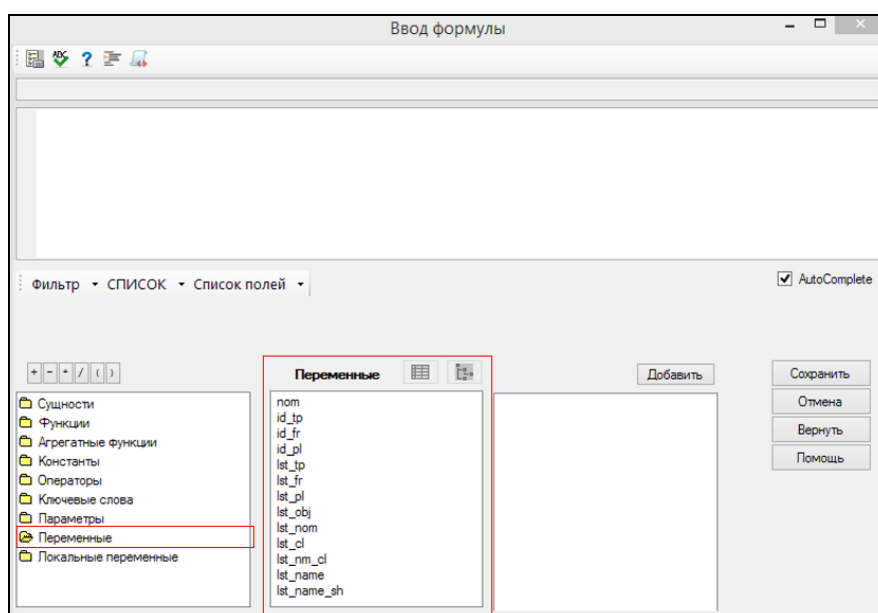 Ввод формулы
ABC ?
Фильтр СПИСОК Список полей
AutoComplete
+ - * / ( )
Переменные
Добавить
Сохранить
Отмена
Вернуть
Помощь
Сущности
Функции
Агрегатные функции
Константы
Операторы
Ключевые слова
Параметры
Переменные
Локальные переменные
nom
id_tp
id_fr
id_pl
lst_tp
lst_fr
lst_pl
lst_obj
lst_nom
lst_cl
lst_nm_cl
lst_name
lst_name_sh